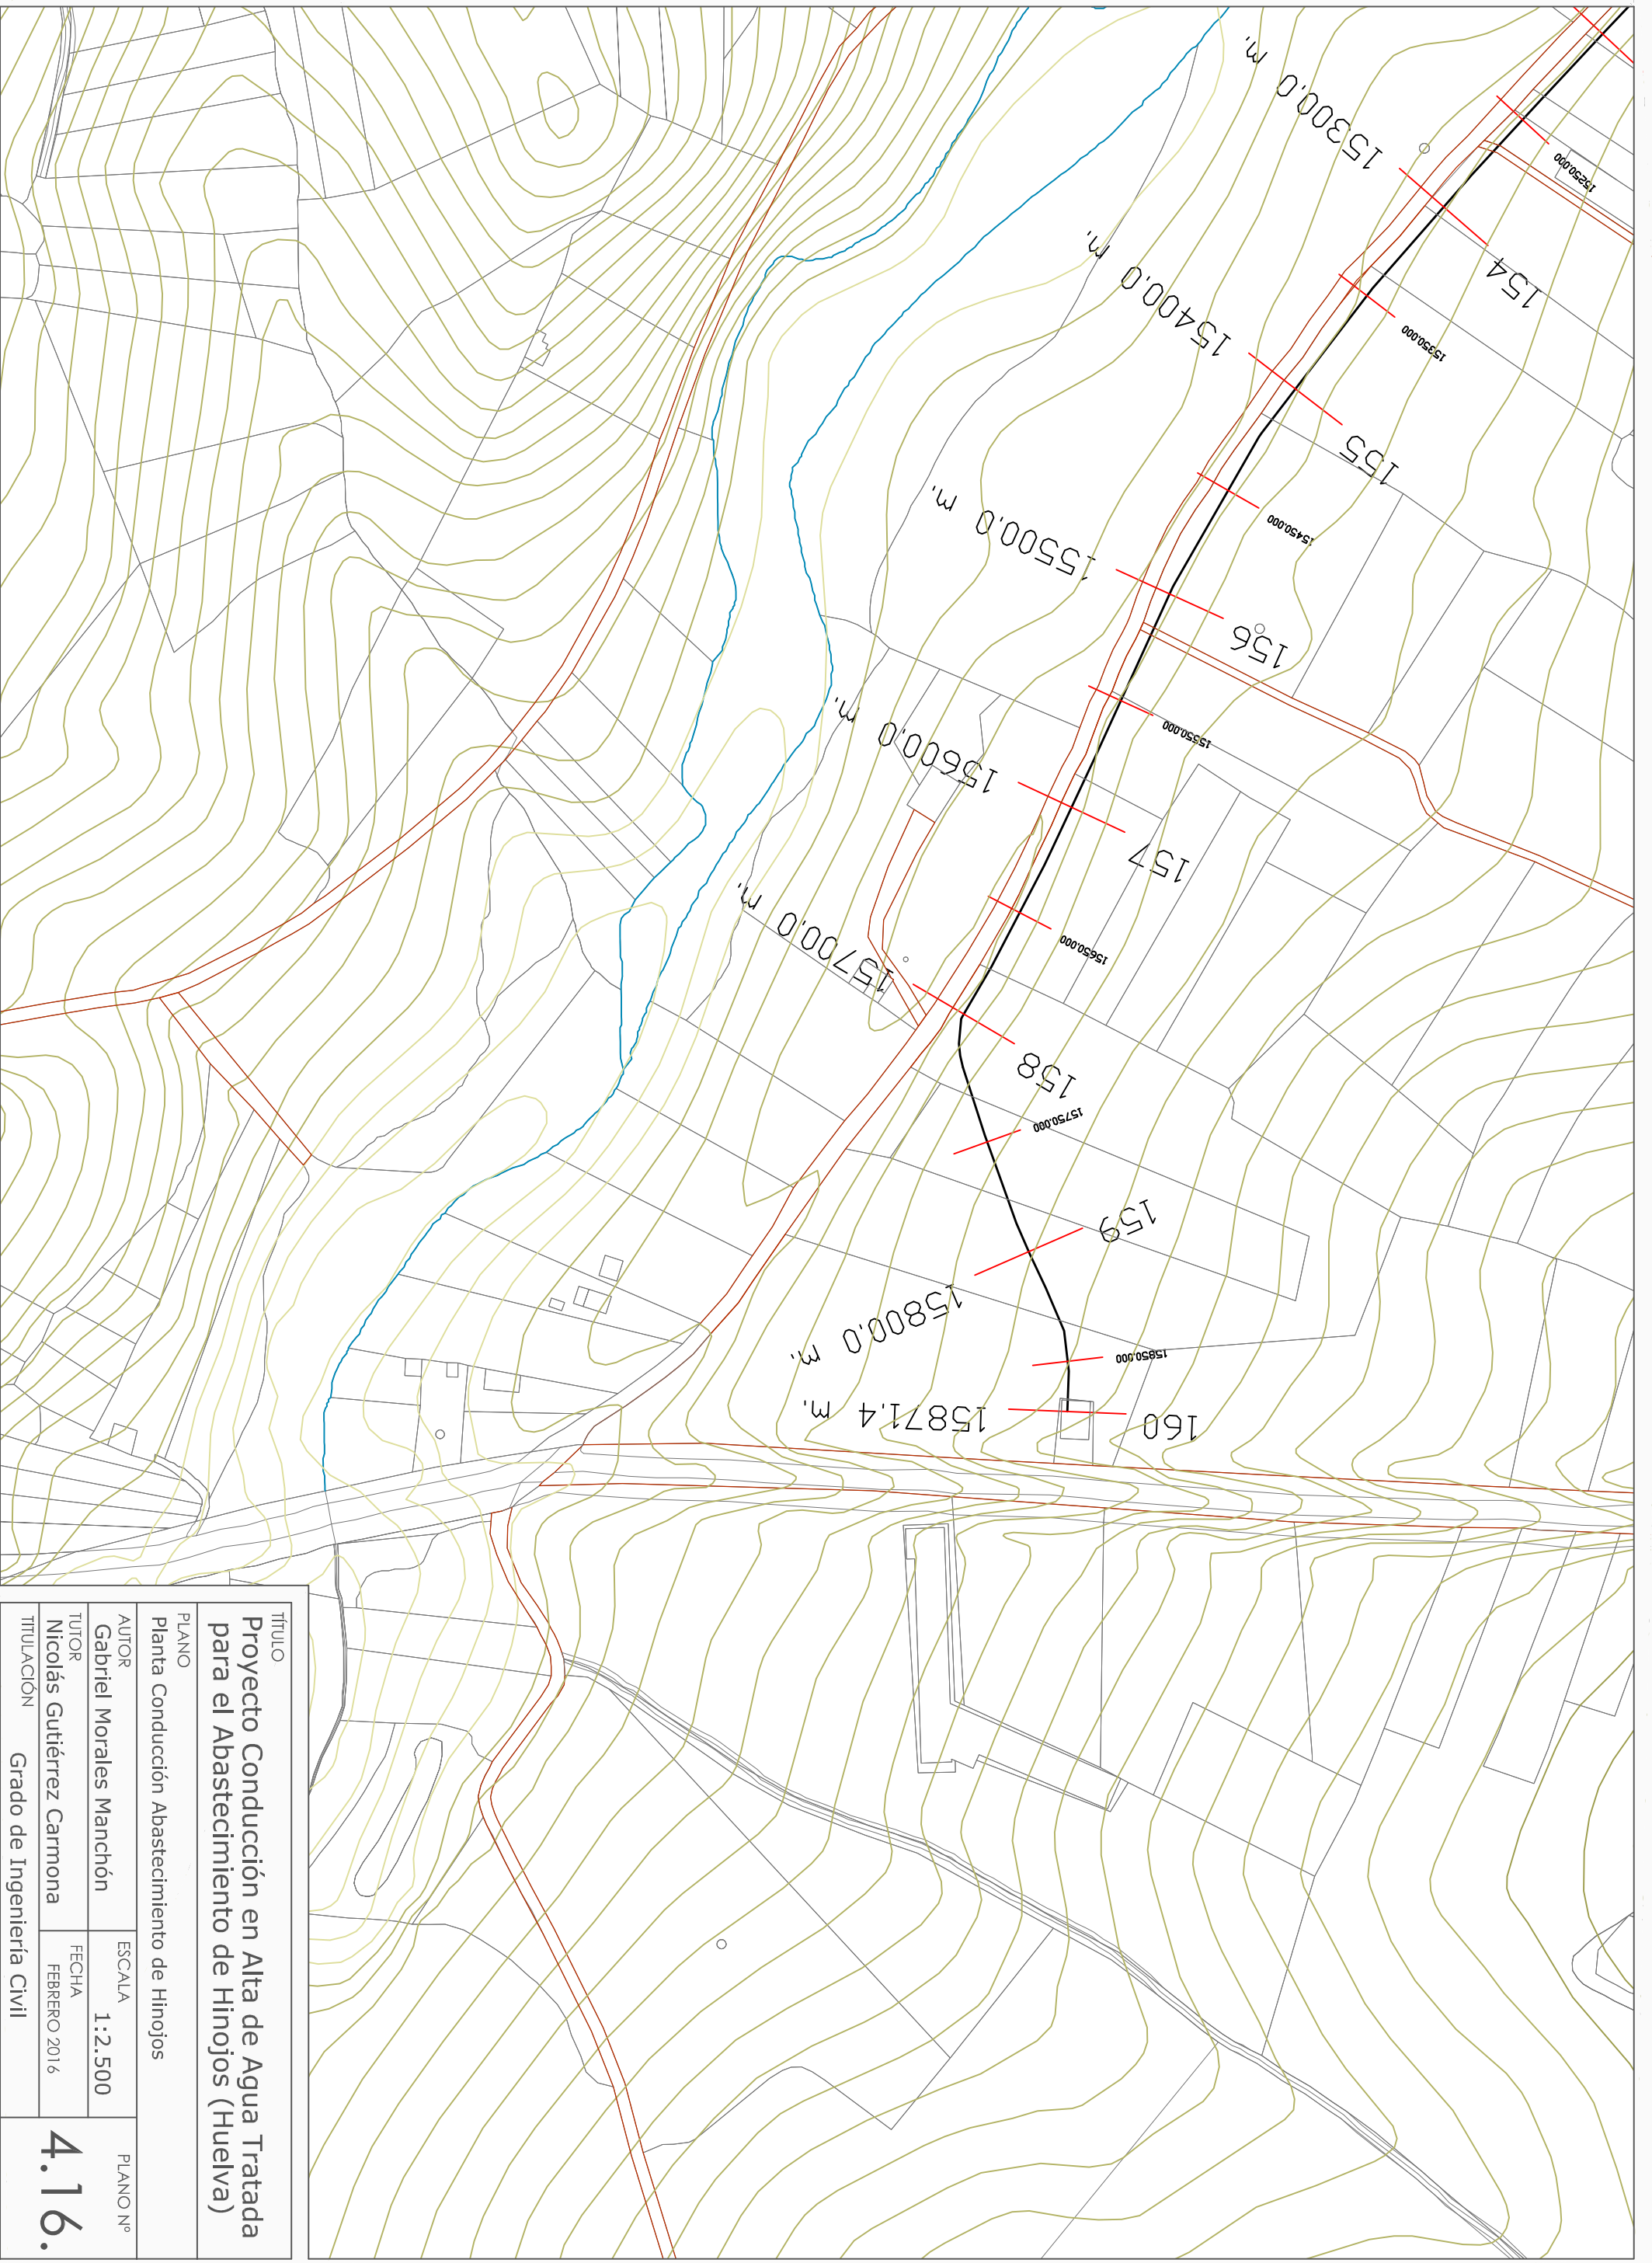 15250.000
15300.0 m.
154
15350.000
15400.0 m.
155
15450.000
15500.0 m.
156
15550.000
15600.0 m.
157
15650.000
15700.0 m.
158
15750.000
15800.0 m.
159
15850.000
15871.4 m.
160
TÍTULO
Proyecto Conducción en Alta de Agua Tratada
para el Abastecimiento de Hinojos (Huelva)
PLANO
Planta Conducción Abastecimiento de Hinojos
AUTOR
Gabriel Morales Manchón
ESCALA
1:2.500
PLANO Nº
4.16.
TUTOR
Nicolás Gutiérrez Carmona
FECHA
FEBRERO 2016
TITULACIÓN
Grado de Ingeniería Civil